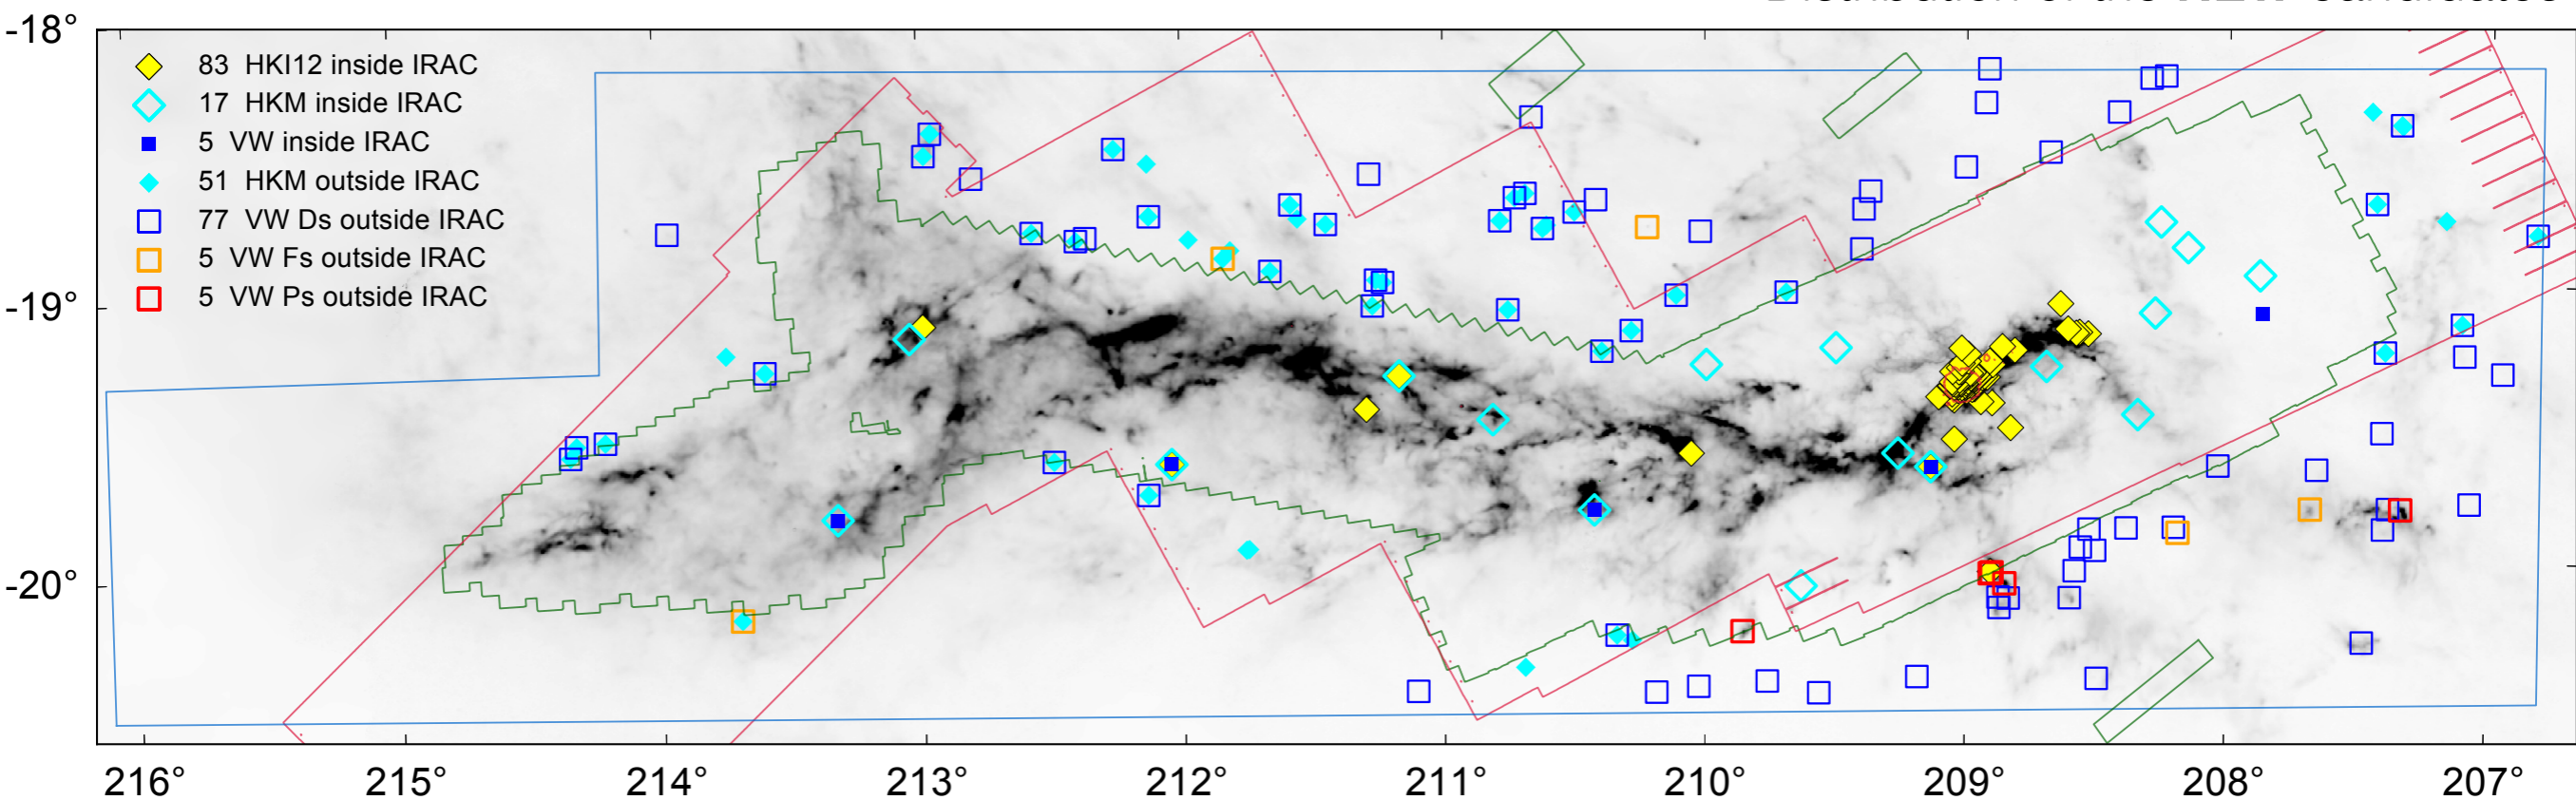 -18°
83 HKI12 inside IRAC
17 HKM inside IRAC
5 VW inside IRAC
51 HKM outside IRAC
77 VW Ds outside IRAC
5 VW Fs outside IRAC
5 VW Ps outside IRAC
-19°
-20°
216° 215° 214° 213° 212° 211° 210° 209° 208° 207°